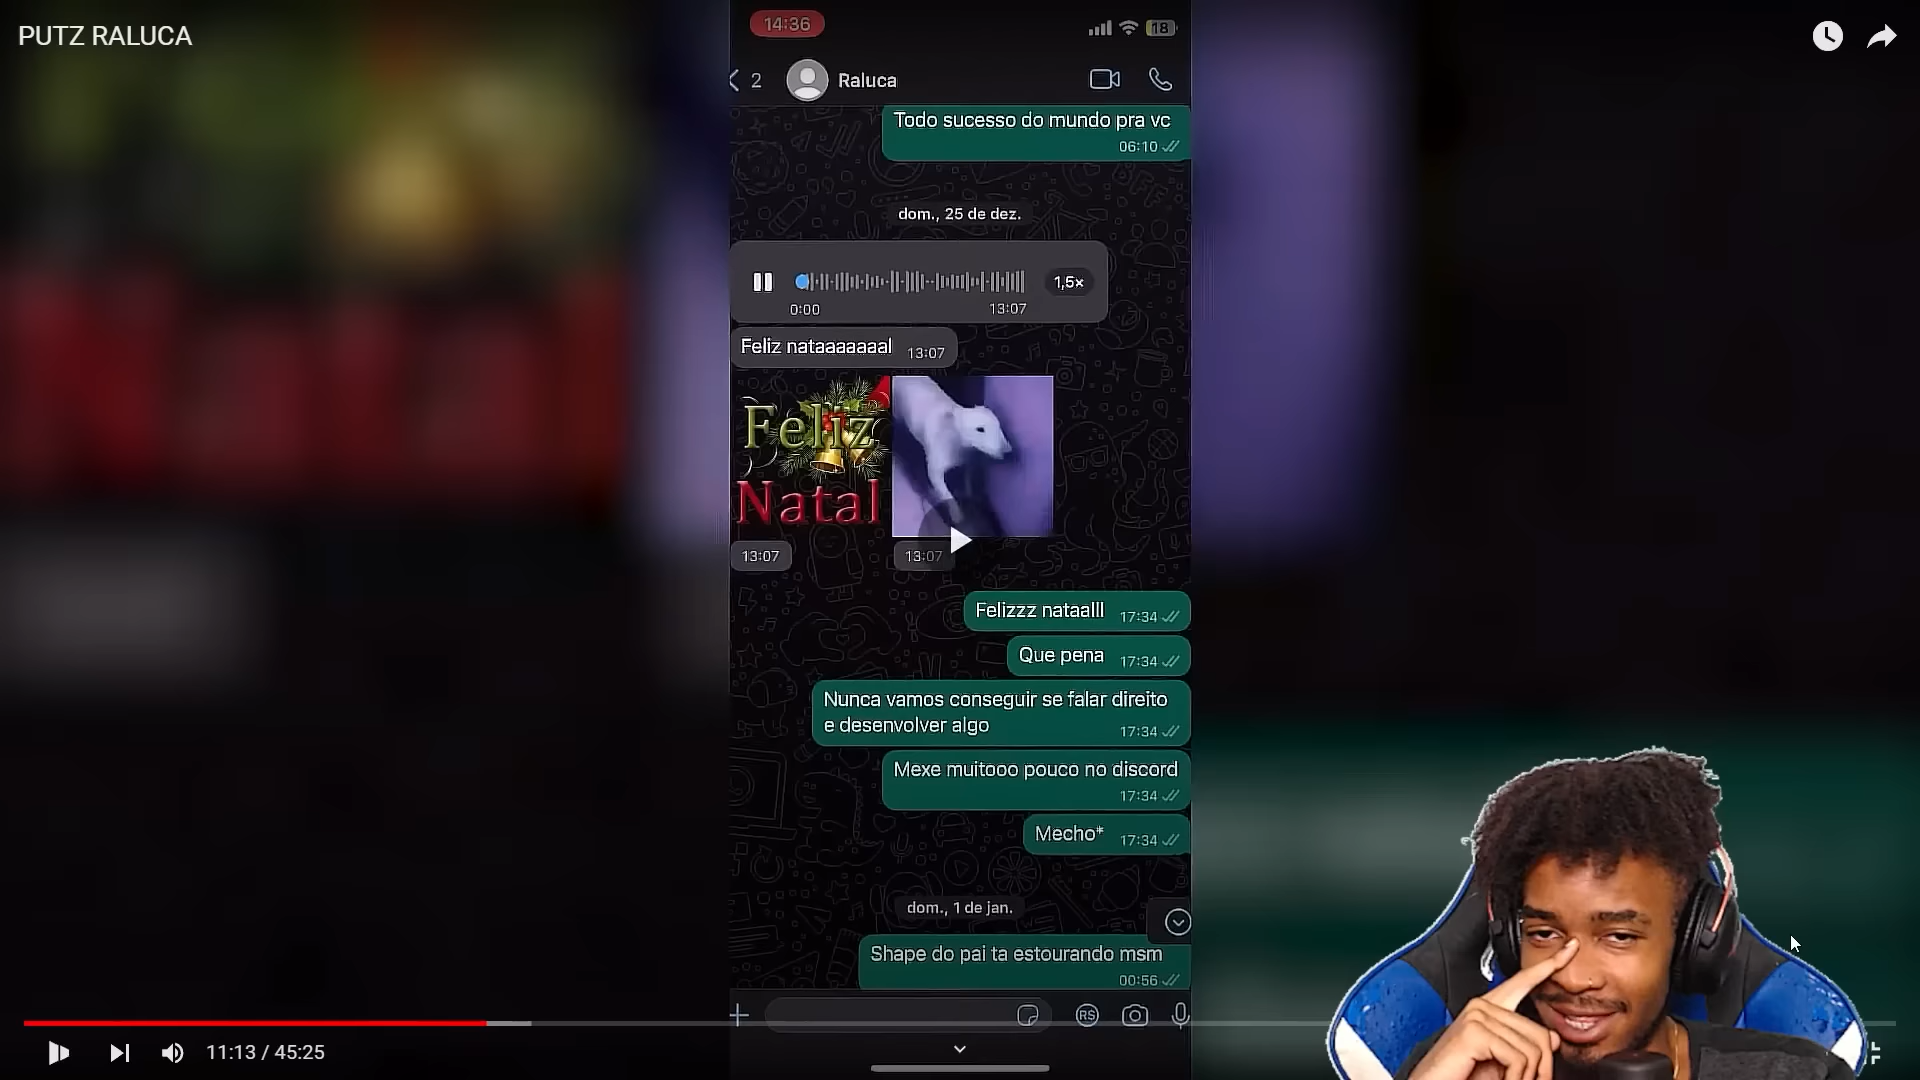 PUTZ RALUCA
14:36
18
2
Raluca
Todo sucesso do mundo pra vc
06:10
dom., 25 de dez.
1,5×
0:00
13:07
Feliz nataaaaaaal
13:07
Feliz
Natal
13:07
13:07
Felizzz nataalll
17:34
Que pena
17:34
Nunca vamos conseguir se falar direito
e desenvolver algo
17:34
Mexe muitooo pouco no discord
17:34
Mecho*
17:34
dom., 1 de jan.
Shape do pai ta estourando msm
00:56
RS
11:13 / 45:25